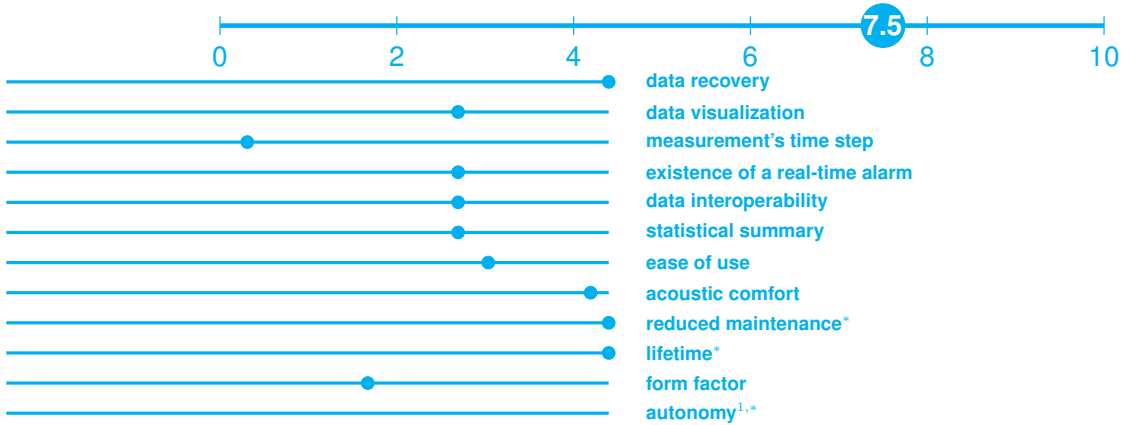 7.5
0 2 4 6 8 10
data recovery
data visualization
measurement's time step
existence of a real-time alarm
data interoperability
statistical summary
ease of use
acoustic comfort
reduced maintenance*
lifetime*
form factor
autonomy1,*